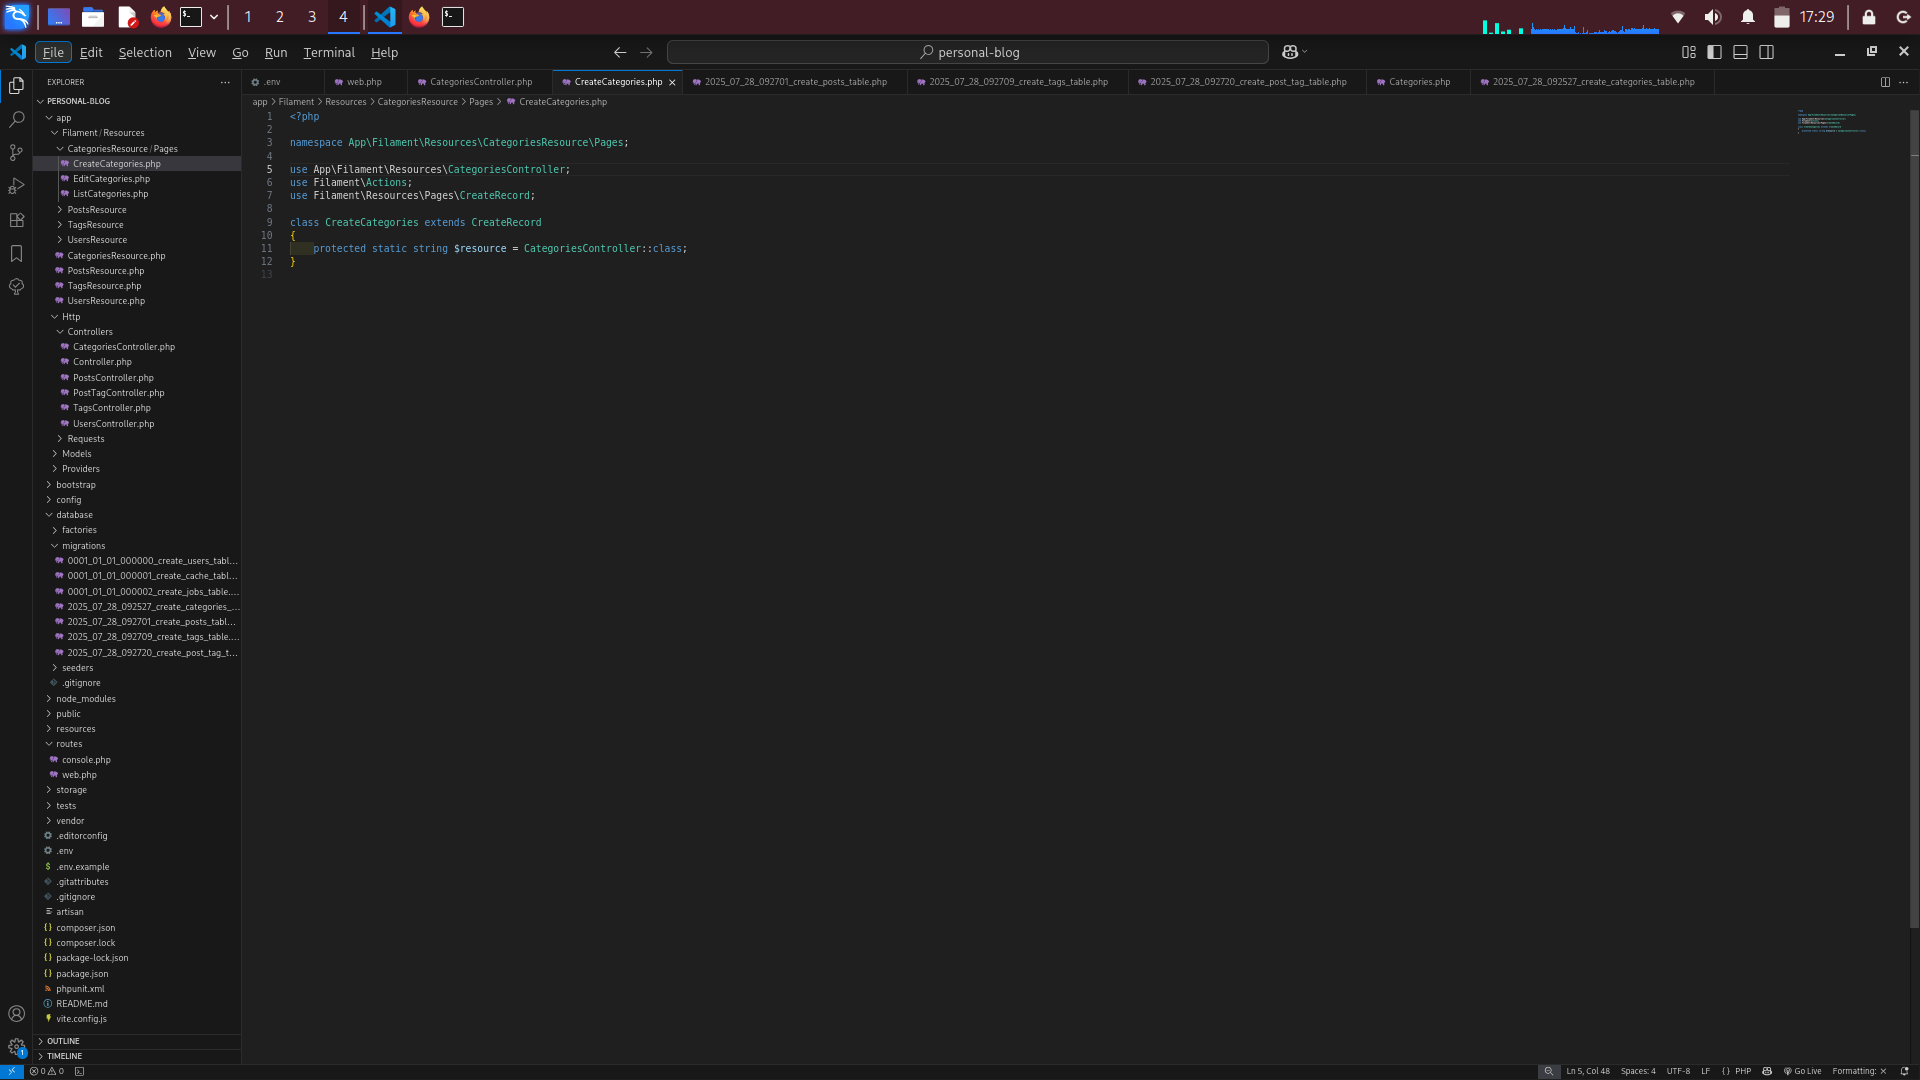 1 2 3 4
17:29
File Edit Selection View Go Run Terminal Help
personal-blog
EXPLORER
.env
web.php
CategoriesController.php
CreateCategories.php
2025_07_28_092701_create_posts_table.php
2025_07_28_092709_create_tags_table.php
2025_07_28_092720_create_post_tag_table.php
Categories.php
2025_07_28_092527_create_categories_table.php
app > Filament > Resources > CategoriesResource > Pages > CreateCategories.php
PERSONAL-BLOG
app
Filament / Resources
CategoriesResource / Pages
CreateCategories.php
EditCategories.php
ListCategories.php
PostsResource
TagsResource
UsersResource
CategoriesResource.php
PostsResource.php
TagsResource.php
UsersResource.php
Http
Controllers
CategoriesController.php
Controller.php
PostsController.php
PostTagController.php
TagsController.php
UsersController.php
Requests
Models
Providers
bootstrap
config
database
factories
migrations
0001_01_01_000000_create_users_tabl...
0001_01_01_000001_create_cache_tabl...
0001_01_01_000002_create_jobs_table....
2025_07_28_092527_create_categories_...
2025_07_28_092701_create_posts_tabl...
2025_07_28_092709_create_tags_table....
2025_07_28_092720_create_post_tag_t...
seeders
.gitignore
node_modules
public
resources
routes
console.php
web.php
storage
tests
vendor
.editorconfig
.env
.env.example
.gitattributes
.gitignore
artisan
composer.json
composer.lock
package-lock.json
package.json
phpunit.xml
README.md
vite.config.js
OUTLINE
TIMELINE
1 <?php
2
3 namespace App\Filament\Resources\CategoriesResource\Pages;
4
5 use App\Filament\Resources\CategoriesController;
6 use Filament\Actions;
7 use Filament\Resources\Pages\CreateRecord;
8
9 class CreateCategories extends CreateRecord
10 {
11     protected static string $resource = CategoriesController::class;
12 }
13
1
0 0
Ln 5, Col 48 Spaces: 4 UTF-8 LF {} PHP Go Live Formatting: ×